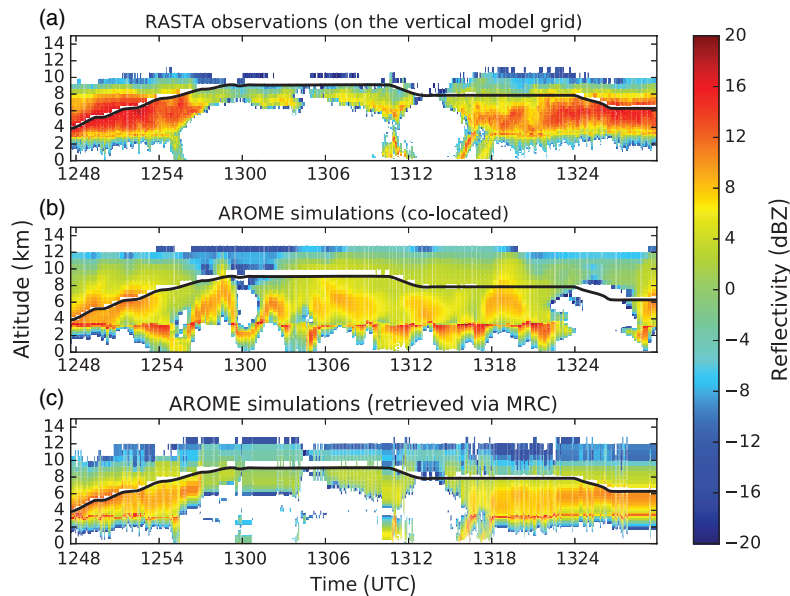 (a)
RASTA observations (on the vertical model grid)
14
12
10
8
6
4
2
0
1248 1254 1300 1306 1312 1318 1324
(b)
AROME simulations (co-located)
14
12
10
8
6
4
2
0
1248 1254 1300 1306 1312 1318 1324
(c)
AROME simulations (retrieved via MRC)
14
12
10
8
6
4
2
0
1248 1254 1300 1306 1312 1318 1324
Altitude (km)
Time (UTC)
20
16
12
8
4
0
−4
−8
−12
−16
−20
Reflectivity (dBZ)